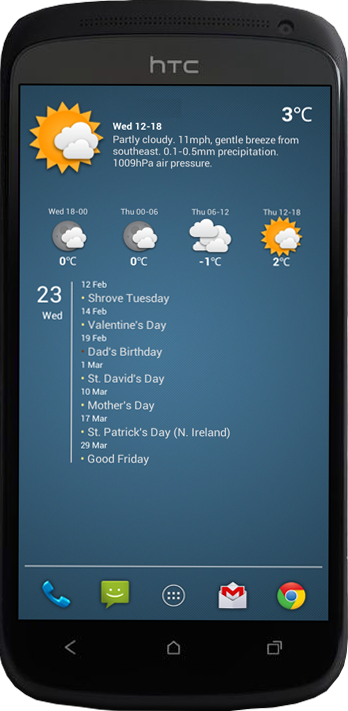 hTC
3°C
Wed 12-18
Partly cloudy. 11mph, gentle breeze from
southeast. 0.1-0.5mm precipitation.
1009hPa air pressure.
Wed 18-00 Thu 00-06 Thu 06-12 Thu 12-18
0°C 0°C -1°C 2°C
23
Wed
12 Feb
• Shrove Tuesday
14 Feb
• Valentine's Day
19 Feb
• Dad's Birthday
1 Mar
• St. David's Day
10 Mar
• Mother's Day
17 Mar
• St. Patrick's Day (N. Ireland)
29 Mar
• Good Friday